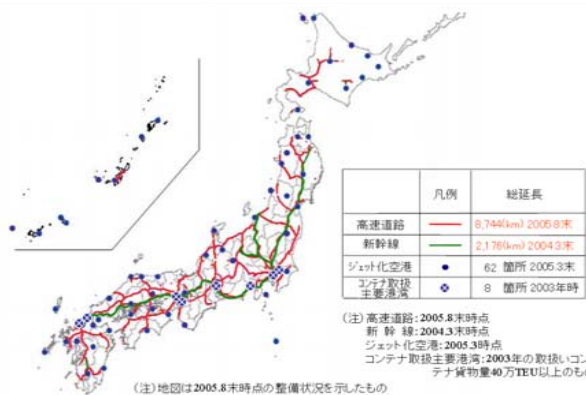 凡例 総延長
高速道路 8,744(km) 2005.8末
新幹線 2,176(km) 2004.3末
ジェット化空港 62 箇所 2005.3末
コンテナ取扱
主要港湾 8 箇所 2003年時
(注) 高速道路:2005.8末時点
新 幹 線:2004.3末時点
ジェット化空港:2005.3時点
コンテナ取扱主要港湾:2003年の取扱いコン
テナ貨物量40万TEU以上のもの
(注)地図は2005.8末時点の整備状況を示したもの